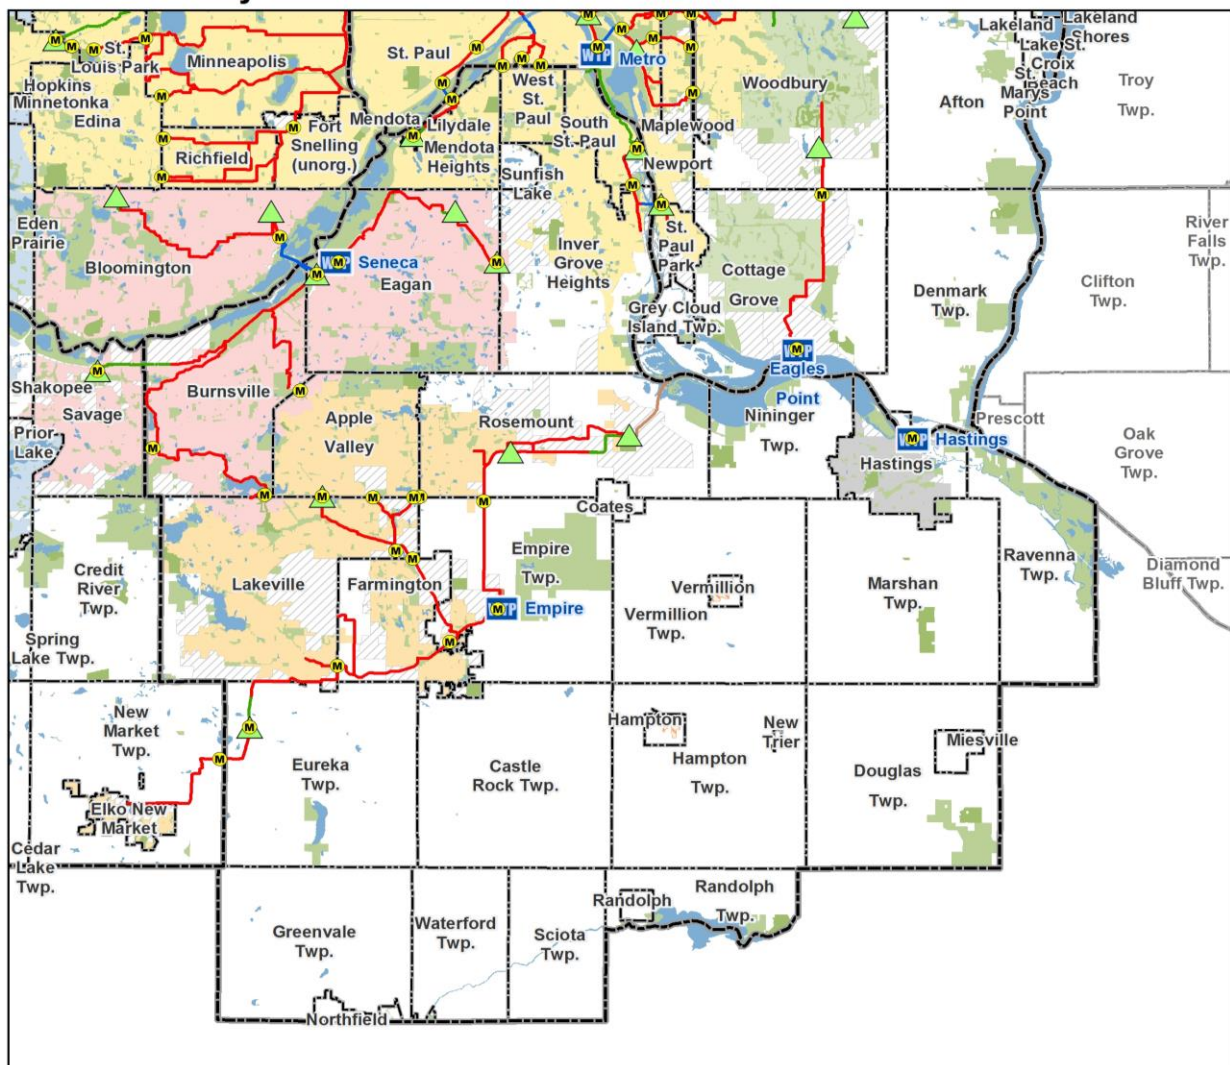 St.
Louis Park
Minneapolis
St. Paul
WTP
Metro
Woodbury
Lakeland
Lakeland
Shores
Lake St.
Croix
Beach
St.
Marys
Point
Troy
Twp.
Hopkins
Minnetonka
Edina
West
St.
Paul
Afton
Mendota
Lilydale
Mendota
Heights
Fort
Snelling
(unorg.)
South
St. Paul
Maplewood
Richfield
Newport
Sunfish
Lake
Eden
Prairie
Bloomington
WTP
Seneca
Eagan
Inver
Grove
Heights
St.
Paul
Park
Cottage
Grove
Grey Cloud
Island Twp.
Denmark
Twp.
River
Falls
Twp.
Clifton
Twp.
WTP
Eagles
Point
Shakopee
Savage
Burnsville
Prior
Lake
Apple
Valley
Rosemount
Nininger
Twp.
WTP
Hastings
Hastings
Prescott
Oak
Grove
Twp.
Coates
Credit
River
Twp.
Lakeville
Farmington
Empire
Twp.
WTP
Empire
Vermillion
Vermillion
Twp.
Marshan
Twp.
Ravenna
Twp.
Diamond
Bluff Twp.
Spring
Lake Twp.
New
Market
Twp.
Elko New
Market
Eureka
Twp.
Castle
Rock Twp.
Hampton
Hampton
Twp.
New
Trier
Douglas
Twp.
Miesville
Cedar
Lake
Twp.
Greenvale
Twp.
Waterford
Twp.
Sciota
Twp.
Randolph
Randolph
Twp.
Northfield